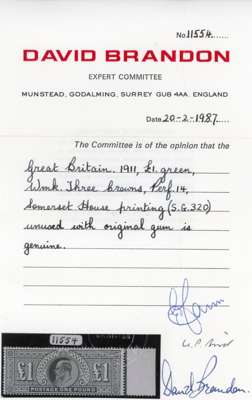 No. 11554
DAVID BRANDON
EXPERT COMMITTEE
MUNSTEAD, GODALMING, SURREY GU8 4AA. ENGLAND
Date 20-2-1987
The Committee is of the opinion that the
Great Britain. 1911, £1. green,
Wmk. Three Crowns, Perf. 14,
Somerset House printing (S.G. 320)
unused with original gum is
genuine.
11554
£1 £1
POSTAGE ONE POUND
David Brandon